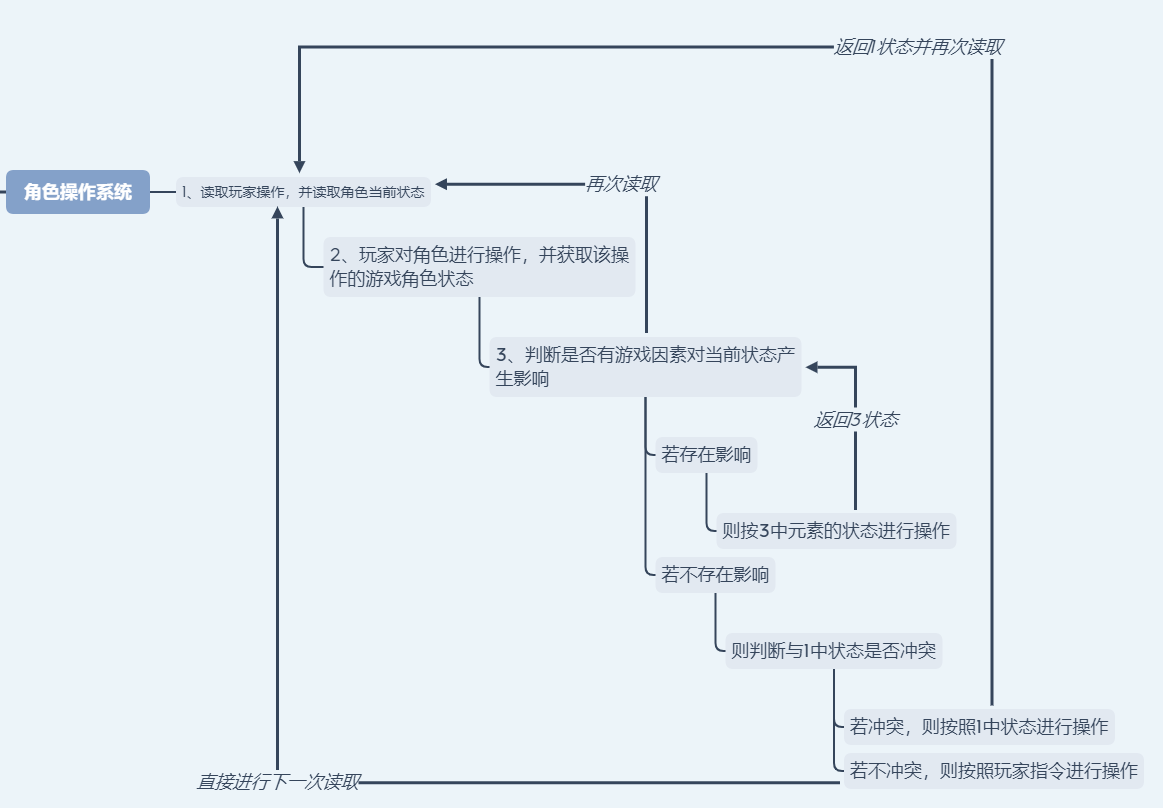 返回1状态并再次读取
角色操作系统
1、读取玩家操作，并读取角色当前状态
再次读取
2、玩家对角色进行操作，并获取该操
作的游戏角色状态
3、判断是否有游戏因素对当前状态产
生影响
返回3状态
若存在影响
则按3中元素的状态进行操作
若不存在影响
则判断与1中状态是否冲突
若冲突，则按照1中状态进行操作
若不冲突，则按照玩家指令进行操作
直接进行下一次读取